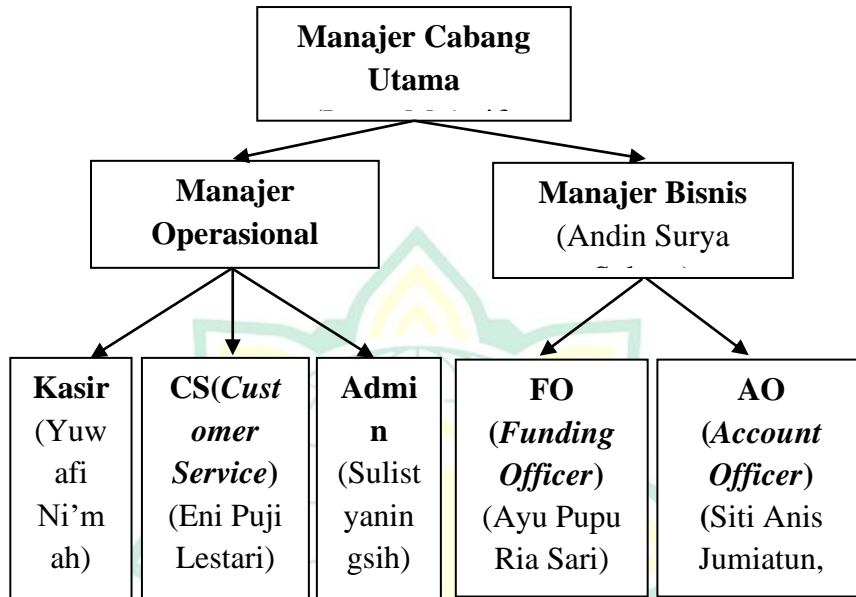 Manajer Cabang
Utama
Manajer
Operasional
Manajer Bisnis
(Andin Surya
Kasir
(Yuw
afi
Ni’m
ah)
CS(Cust
omer
Service)
(Eni Puji
Lestari)
Admi
n
(Sulist
yanin
gsih)
FO
(Funding
Officer)
(Ayu Pupu
Ria Sari)
AO
(Account
Officer)
(Siti Anis
Jumiatun,